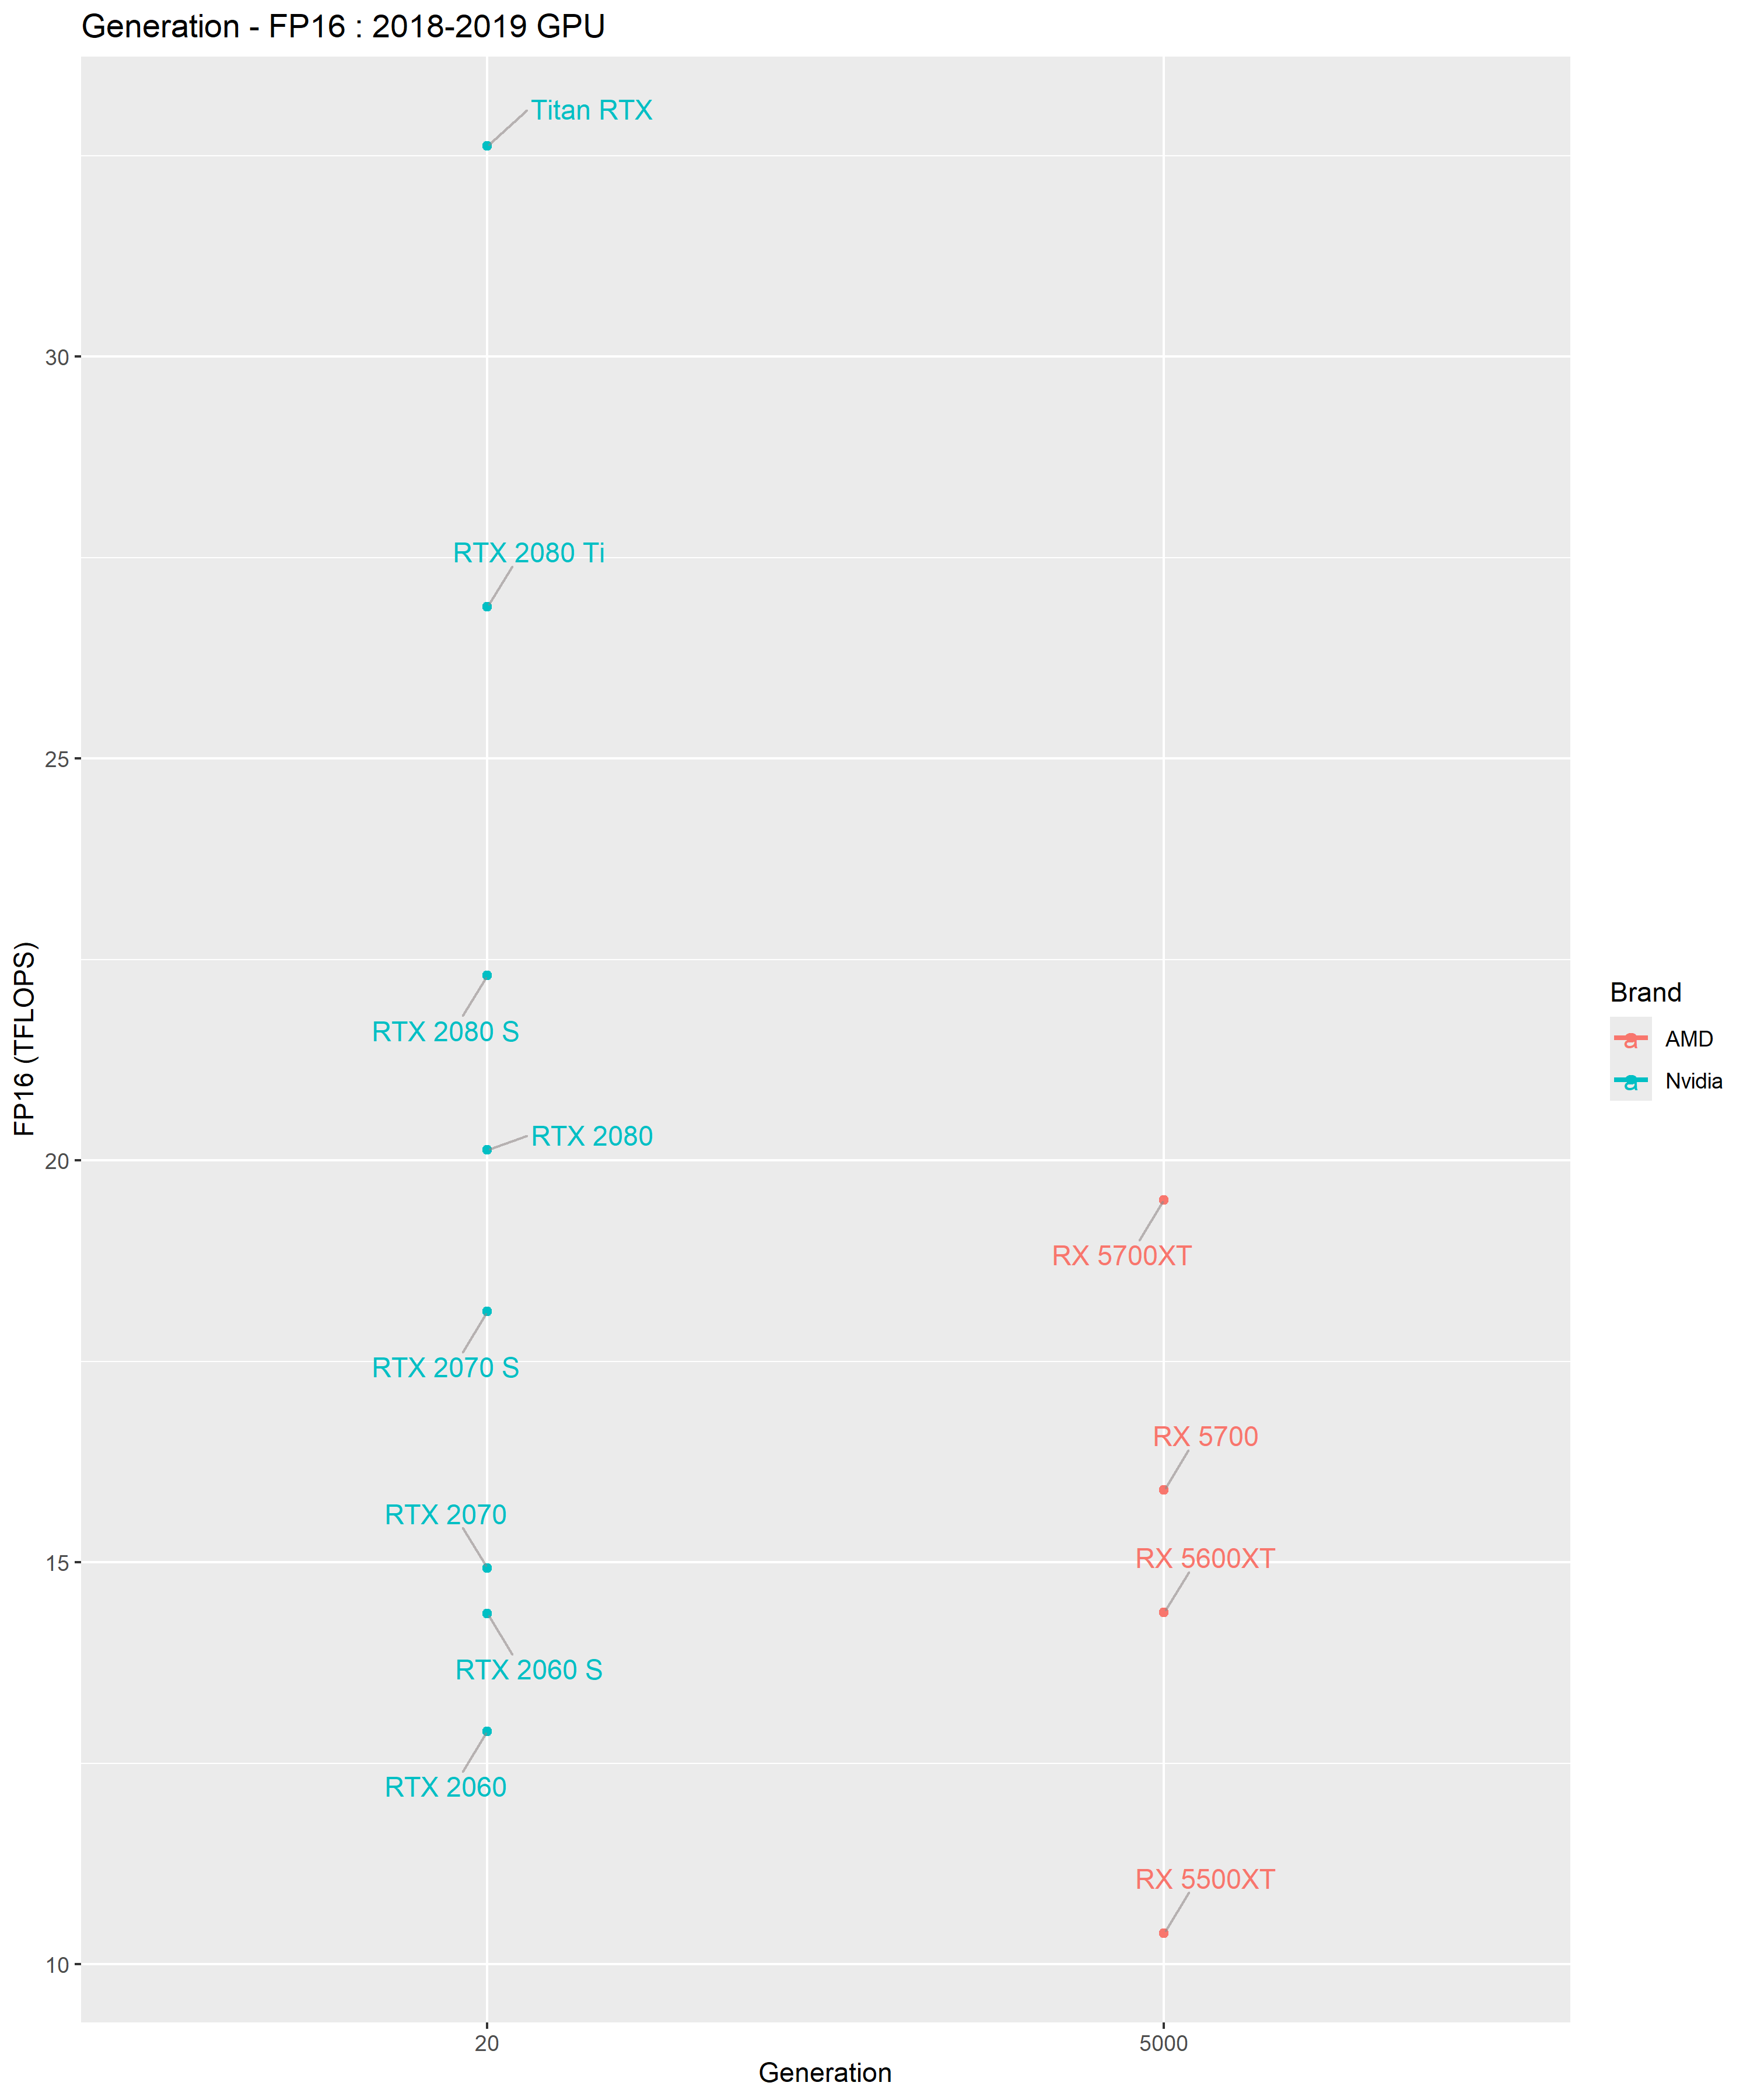 Generation - FP16 : 2018-2019 GPU
Titan RTX
30
RTX 2080 Ti
25
RTX 2080 S
RTX 2080
20
RX 5700XT
RTX 2070 S
RX 5700
RTX 2070
RX 5600XT
15
RTX 2060 S
RTX 2060
RX 5500XT
10
20
5000
Generation
FP16 (TFLOPS)
Brand
a AMD
a Nvidia